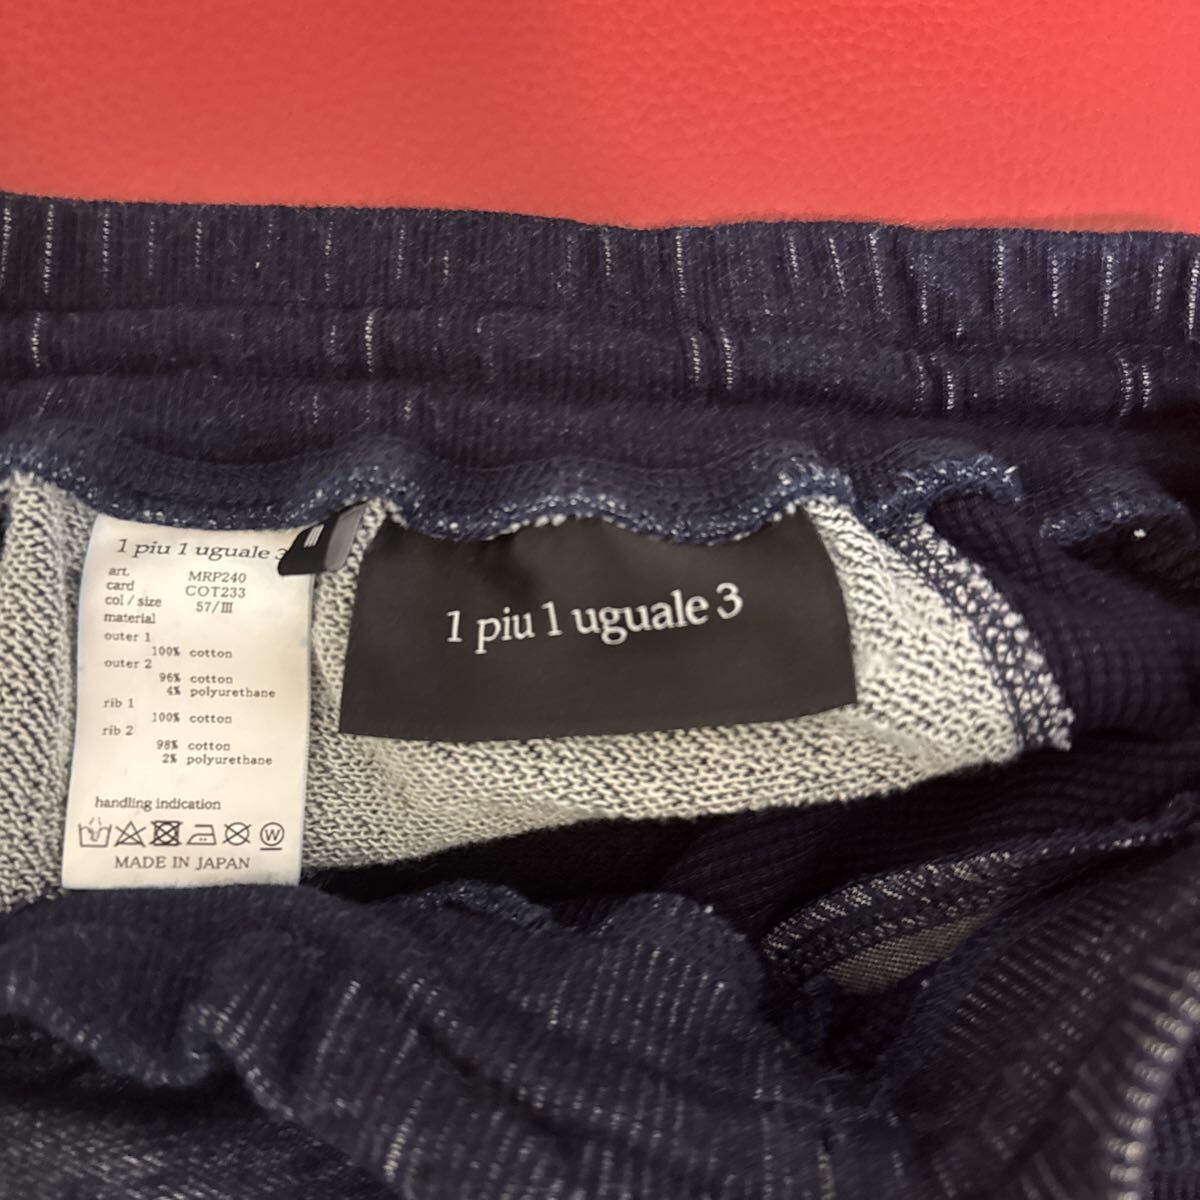 1 piu 1 uguale 3
art. MRP240
card COT233
col / size 57/III
material
outer 1
100% cotton
outer 2
96% cotton
4% polyurethane
rib 1
100% cotton
rib 2
98% cotton
2% polyurethane
handling indication
W
MADE IN JAPAN
III
1 piu 1 uguale 3